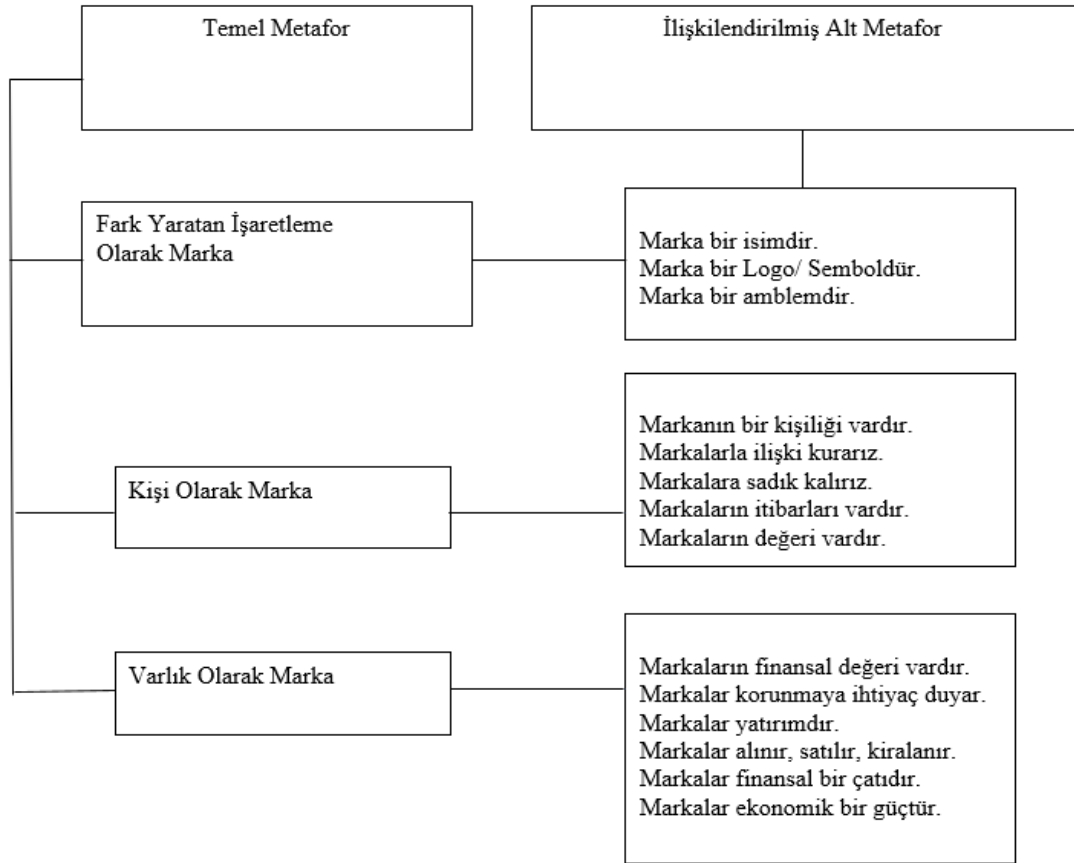 Temel Metafor
İlişkilendirilmiş Alt Metafor
Fark Yaratan İşaretleme
Olarak Marka
Marka bir isimdir.
Marka bir Logo/ Semboldür.
Marka bir amblemdir.
Kişi Olarak Marka
Markanın bir kişiliği vardır.
Markalarla ilişki kurarız.
Markalara sadık kalırız.
Markaların itibarları vardır.
Markaların değeri vardır.
Varlık Olarak Marka
Markaların finansal değeri vardır.
Markalar korunmaya ihtiyaç duyar.
Markalar yatırımdır.
Markalar alınır, satılır, kiralanır.
Markalar finansal bir çatıdır.
Markalar ekonomik bir güçtür.